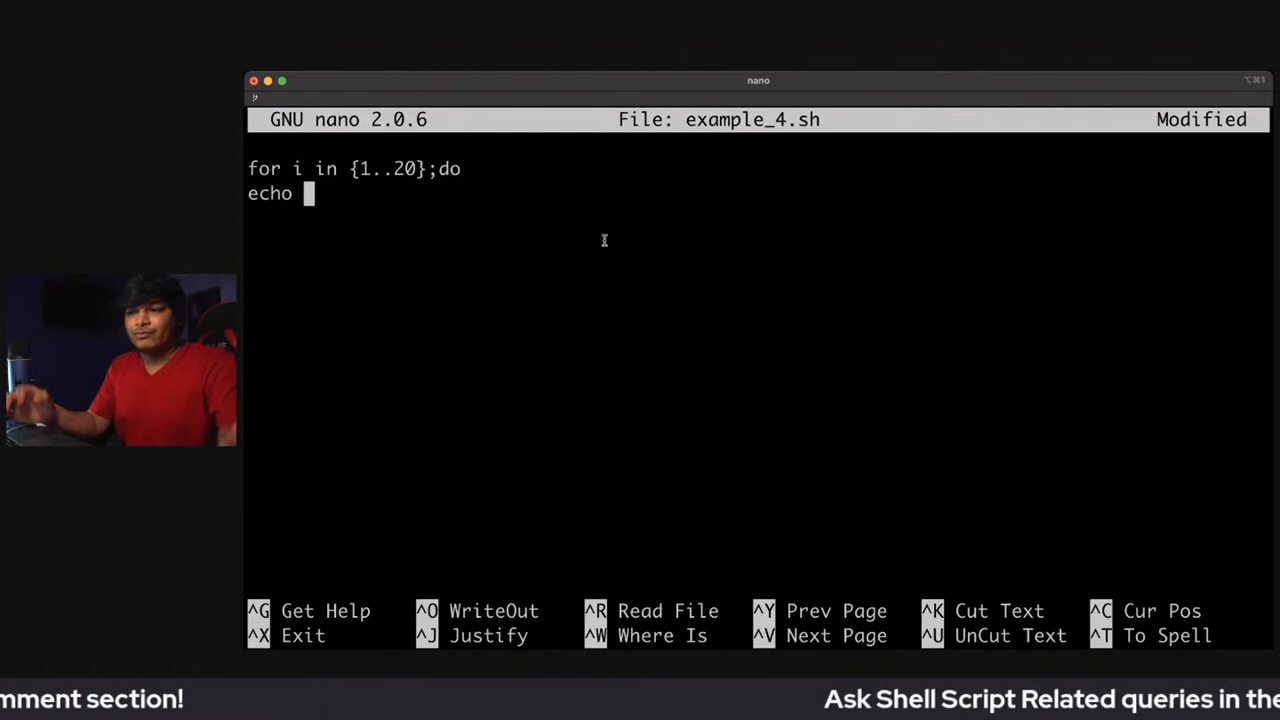 nano
⌥⌘1
GNU nano 2.0.6 File: example_4.sh Modified
for i in {1..20};do
echo
^G Get Help ^O WriteOut ^R Read File ^Y Prev Page ^K Cut Text ^C Cur Pos
^X Exit ^J Justify ^W Where Is ^V Next Page ^U UnCut Text ^T To Spell
mment section! Ask Shell Script Related queries in the